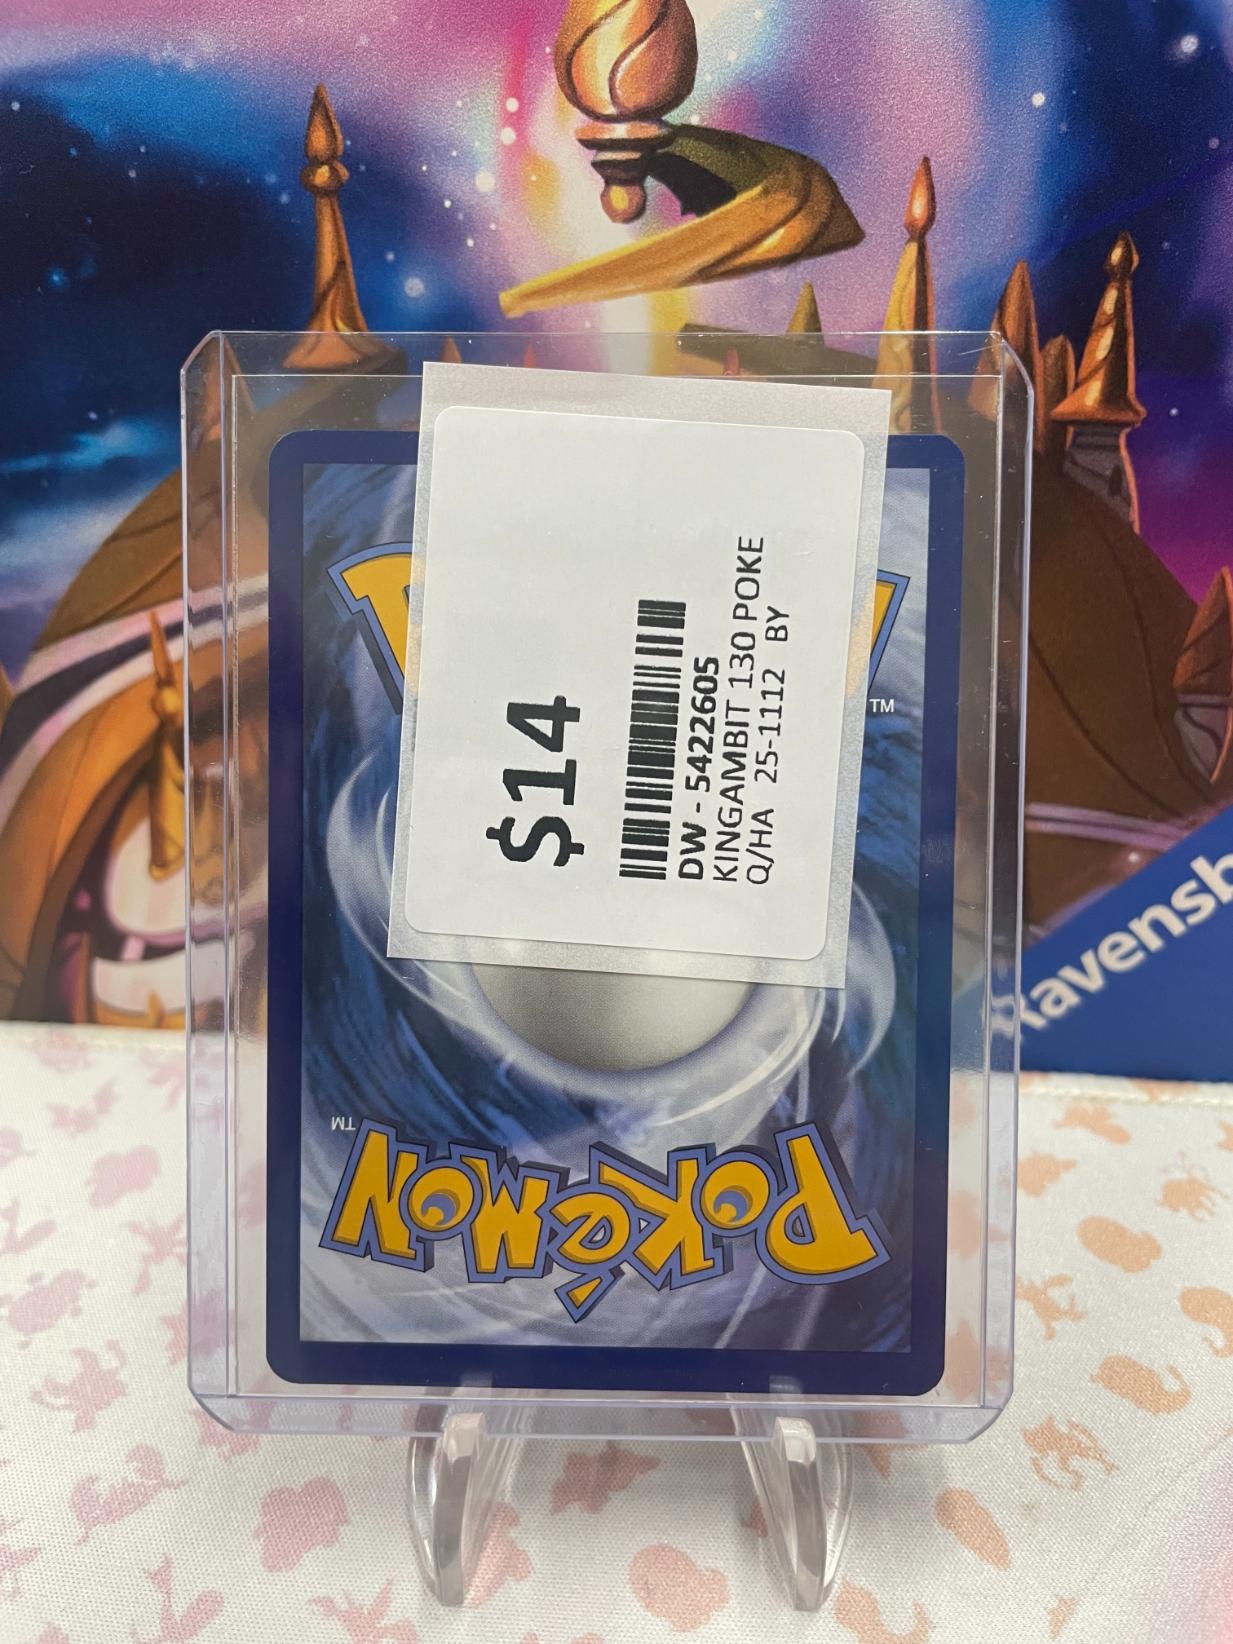 $14
DW - 5422605
KINGAMBIT 130 POKE
Q/HA 25-1112 BY
TM
TM
POKéMON
Ravensb